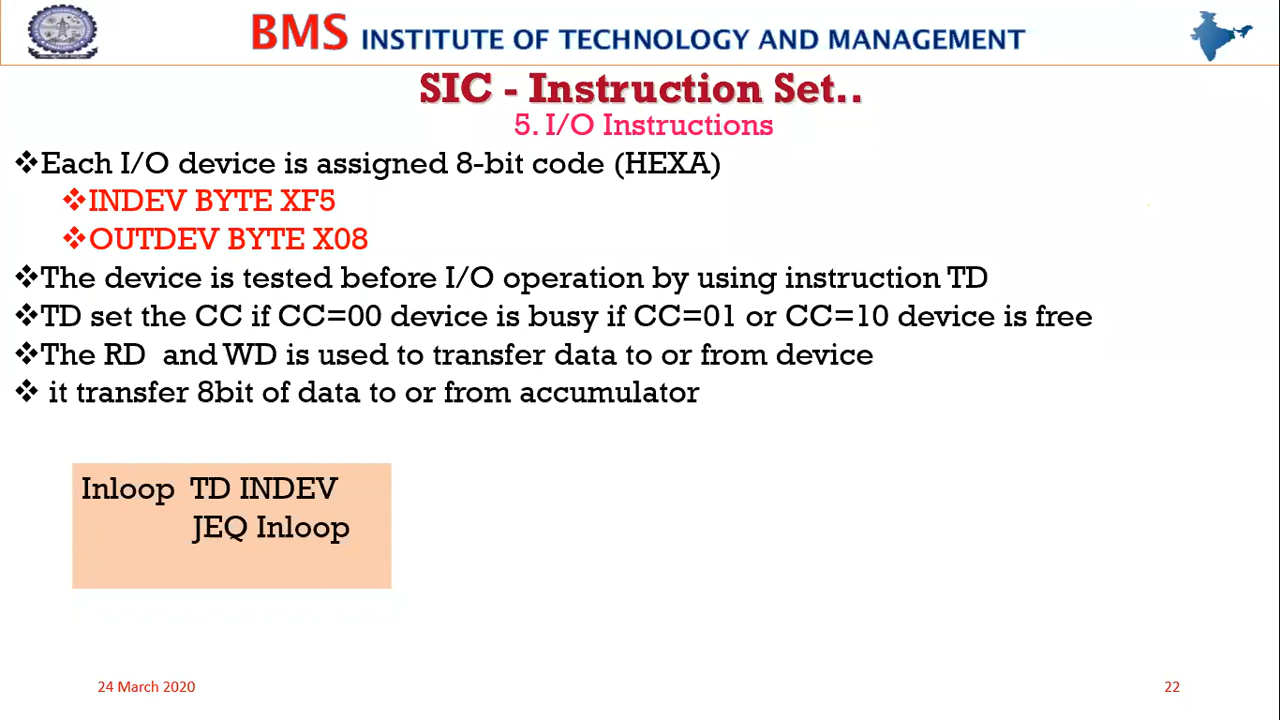 BMS INSTITUTE OF TECHNOLOGY AND MANAGEMENT
SIC - Instruction Set..
5. I/O Instructions
❖Each I/O device is assigned 8-bit code (HEXA)
❖INDEV BYTE XF5
❖OUTDEV BYTE X08
❖The device is tested before I/O operation by using instruction TD
❖TD set the CC if CC=00 device is busy if CC=01 or CC=10 device is free
❖The RD and WD is used to transfer data to or from device
❖ it transfer 8bit of data to or from accumulator
Inloop TD INDEV
JEQ Inloop
24 March 2020
22